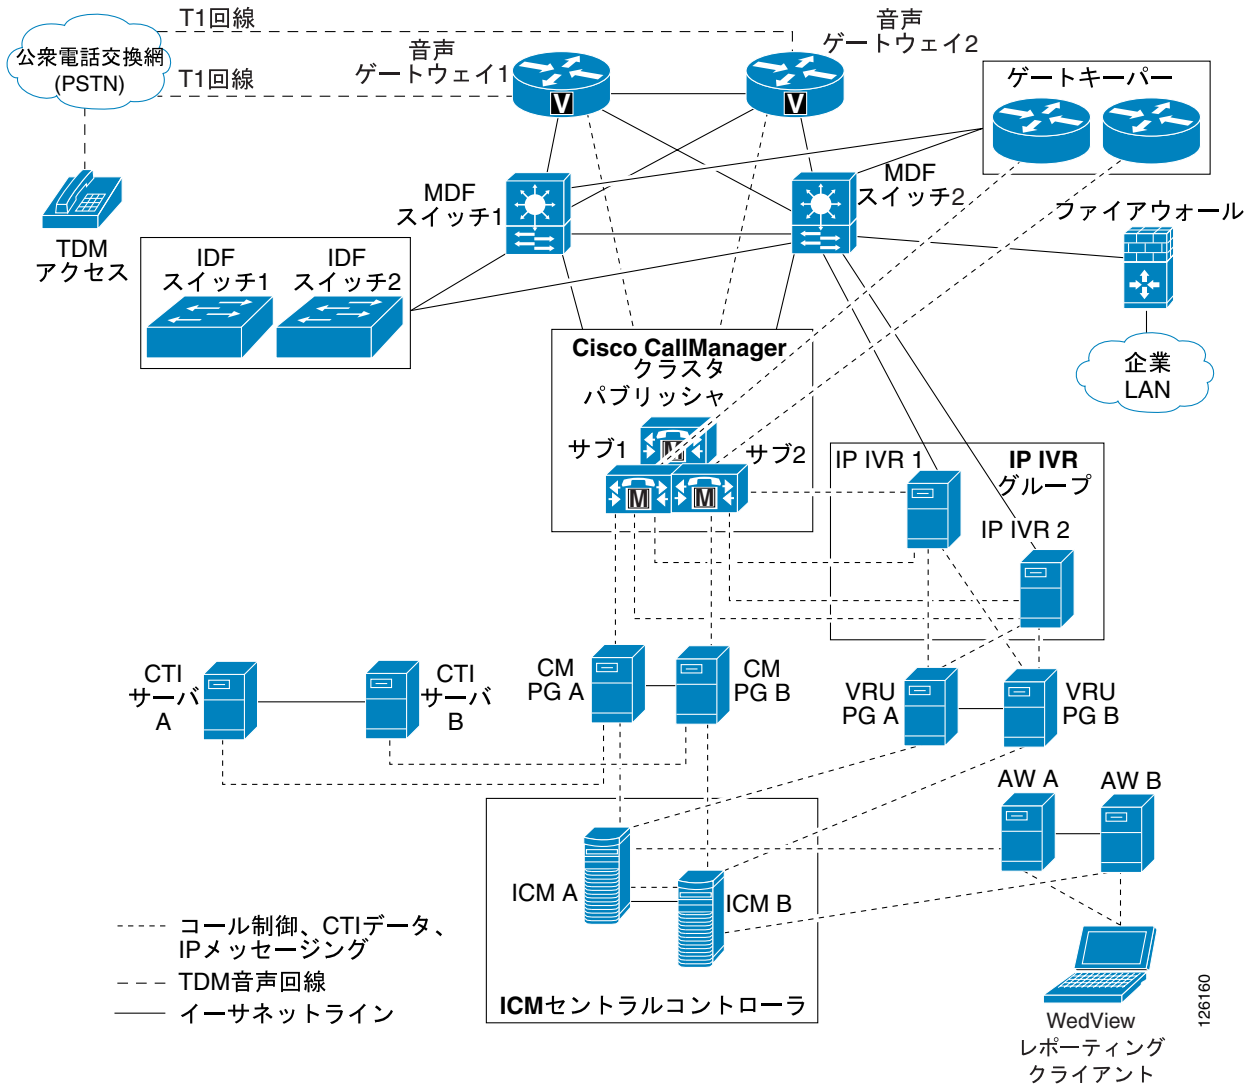 T1回線
音声
ゲートウェイ2
公衆電話交換網
(PSTN)
音声
ゲートウェイ1
T1回線
ゲートキーパー
V
V
MDF
スイッチ1
MDF
スイッチ2
TDM
アクセス
ファイアウォール
IDF
スイッチ1
IDF
スイッチ2
Cisco CallManager
クラスタ
パブリッシャ
企業
LAN
サブ1
M
サブ2
M
M
IP IVR 1
IP IVR
グループ
IP IVR 2
CTI
サーバ
A
CTI
サーバ
B
CM
PG A
CM
PG B
VRU
PG A
VRU
PG B
AW A
AW B
ICM A
ICM B
ICMセントラルコントローラ
コール制御、CTIデータ、
IPメッセージング
TDM音声回線
イーサネットライン
WedView
レポーティング
クライアント
126160